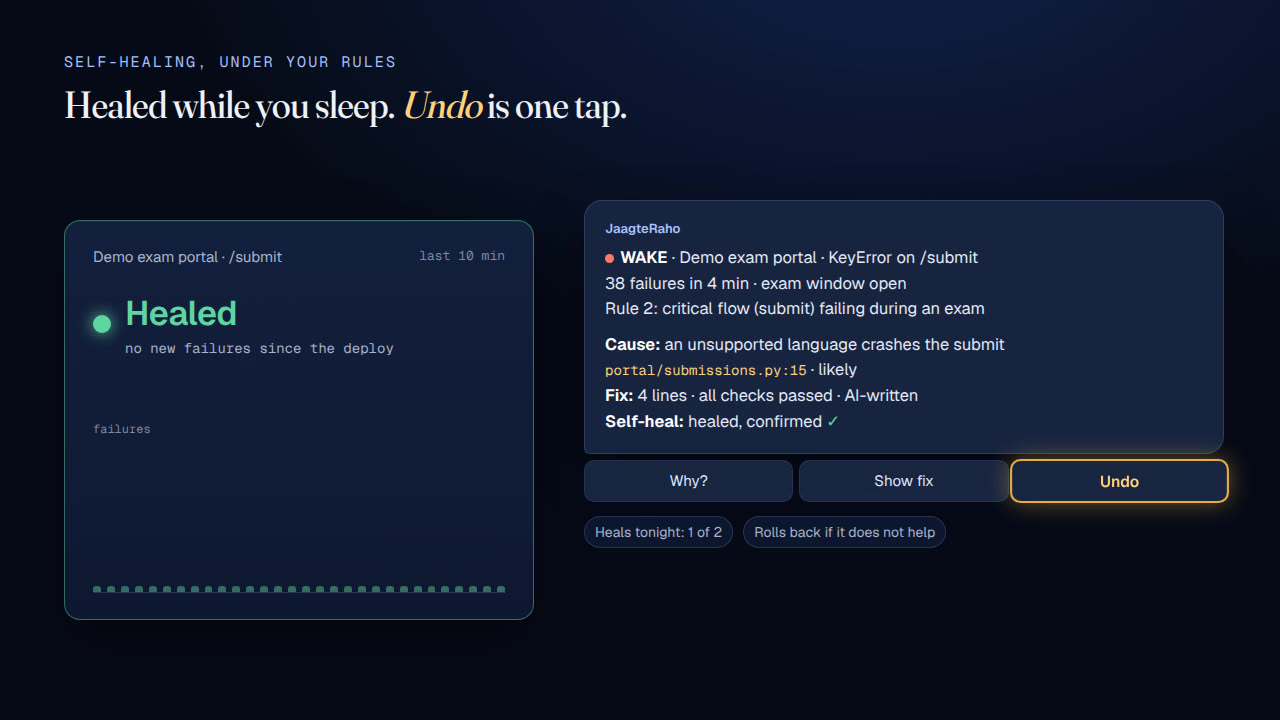 SELF-HEALING, UNDER YOUR RULES
Healed while you sleep. Undo is one tap.
Demo exam portal · /submit
last 10 min
Healed
no new failures since the deploy
failures
JaagteRaho
WAKE · Demo exam portal · KeyError on /submit
38 failures in 4 min · exam window open
Rule 2: critical flow (submit) failing during an exam
Cause: an unsupported language crashes the submit
portal/submissions.py:15 · likely
Fix: 4 lines · all checks passed · AI-written
Self-heal: healed, confirmed ✓
Why?
Show fix
Undo
Heals tonight: 1 of 2
Rolls back if it does not help